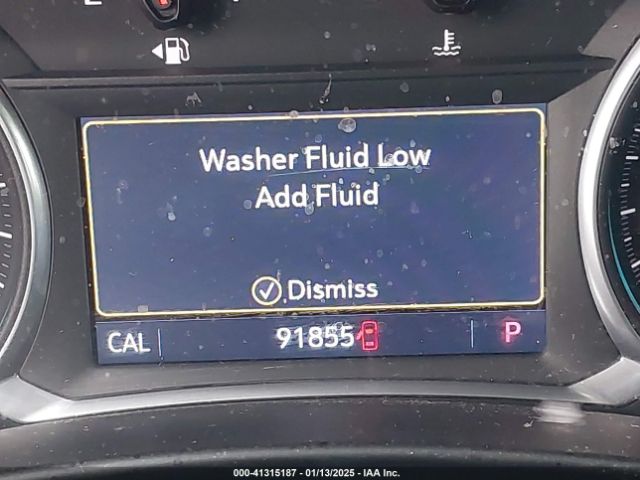 E
Washer Fluid Low
Add Fluid
Dismiss
CAL 91855 P
000-41315187 - 01/13/2025 - IAA Inc.